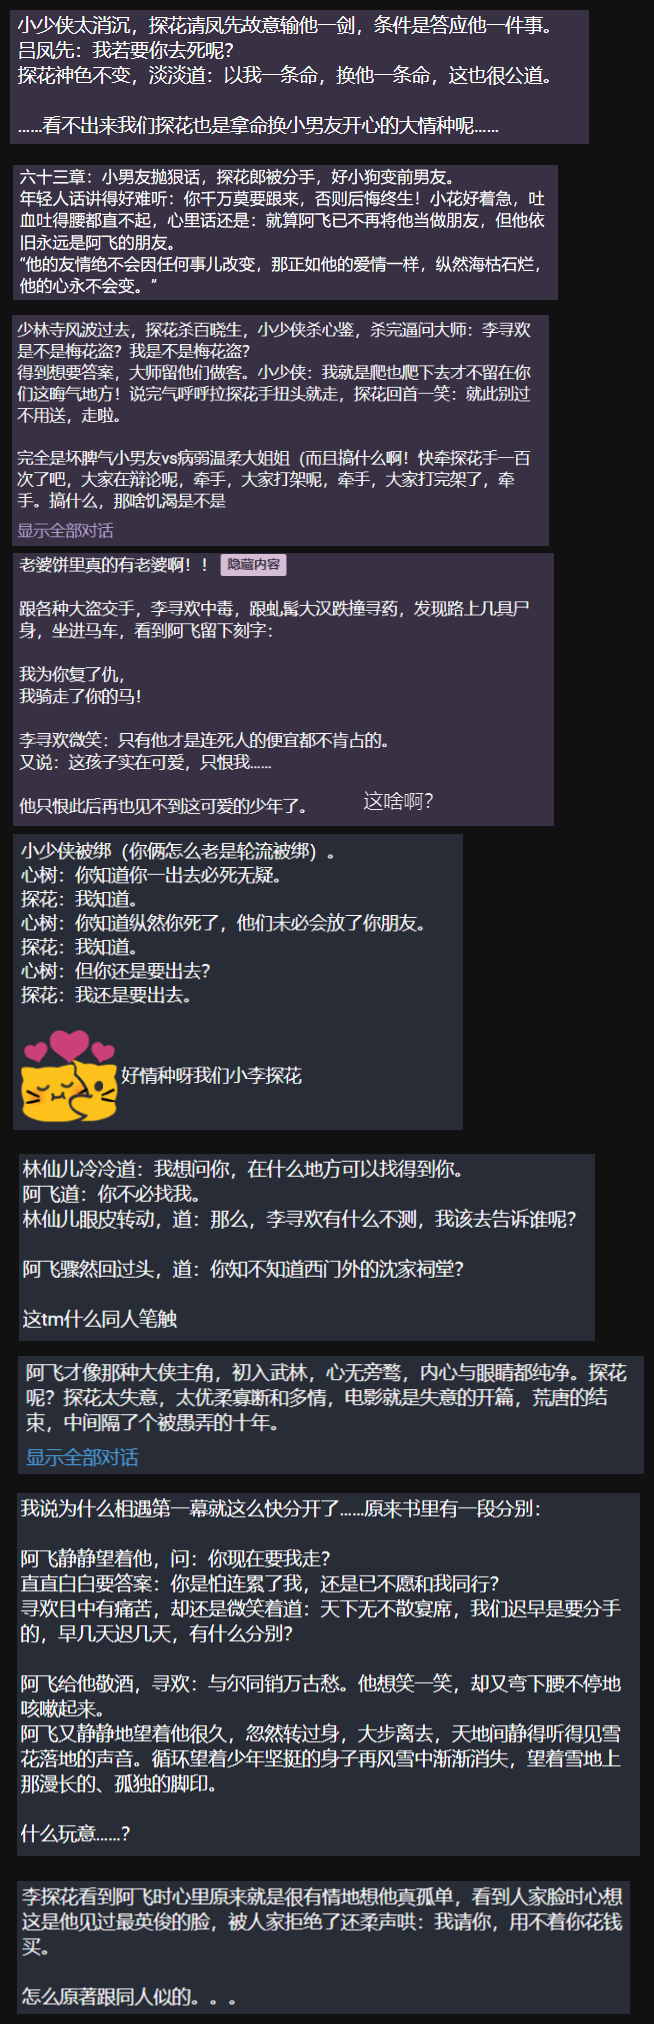 小少侠太消沉，探花请凤先故意输他一剑，条件是答应他一件事。
吕凤先：我若要你去死呢？
探花神色不变，淡淡道：以我一条命，换他一条命，这也很公道。
……看不出来我们探花也是拿命换小男友开心的大情种呢……
六十三章：小男友抛狠话，探花郎被分手，好小狗变前男友。
年轻人话讲得好难听：你千万莫要跟来，否则后悔终生！小花好着急，吐
血吐得腰都直不起，心里话还是：就算阿飞已不再将他当做朋友，但他依
旧永远是阿飞的朋友。
“他的友情绝不会因任何事儿改变，那正如他的爱情一样，纵然海枯石烂，
他的心永不会变。”
少林寺风波过去，探花杀百晓生，小少侠杀心鉴，杀完逼问大师：李寻欢
是不是梅花盗？我是不是梅花盗？
得到想要答案，大师留他们做客。小少侠：我就是爬也爬下去才不留在你
们这晦气地方！说完气呼呼拉探花手扭头就走，探花回首一笑：就此别过
不用送，走啦。
完全是坏脾气小男友vs病弱温柔大姐姐（而且搞什么啊！快牵探花手一百
次了吧，大家在辩论呢，牵手，大家打架呢，牵手，大家打完架了，牵
手。搞什么，那啥饥渴是不是
显示全部对话
老婆饼里真的有老婆啊！！ 隐藏内容
跟各种大盗交手，李寻欢中毒，跟虬髯大汉跌撞寻药，发现路上几具尸
身，坐进马车，看到阿飞留下刻字：
我为你复了仇，
我骑走了你的马！
李寻欢微笑：只有他才是连死人的便宜都不肯占的。
又说：这孩子实在可爱，只恨我……
他只恨此后再也见不到这可爱的少年了。 这啥啊？
小少侠被绑（你俩怎么老是轮流被绑）。
心树：你知道你一出去必死无疑。
探花：我知道。
心树：你知道纵然你死了，他们未必会放了你朋友。
探花：我知道。
心树：但你还是要出去？
探花：我还是要出去。
好情种呀我们小李探花
林仙儿冷冷道：我想问你，在什么地方可以找得到你。
阿飞道：你不必找我。
林仙儿眼皮转动，道：那么，李寻欢有什么不测，我该去告诉谁呢？
阿飞骤然回过头，道：你知不知道西门外的沈家祠堂？
这tm什么同人笔触
阿飞才像那种大侠主角，初入武林，心无旁骛，内心与眼睛都纯净。探花
呢？探花太失意，太优柔寡断和多情，电影就是失意的开篇，荒唐的结
束，中间隔了个被愚弄的十年。
显示全部对话
我说为什么相遇第一幕就这么快分开了……原来书里有一段分别：
阿飞静静望着他，问：你现在要我走？
直直白白要答案：你是怕连累了我，还是已不愿和我同行？
寻欢目中有痛苦，却还是微笑着道：天下无不散宴席，我们迟早是要分手
的，早几天迟几天，有什么分别？
阿飞给他敬酒，寻欢：与尔同销万古愁。他想笑一笑，却又弯下腰不停地
咳嗽起来。
阿飞又静静地望着他很久，忽然转过身，大步离去，天地间静得听得见雪
花落地的声音。循环望着少年坚挺的身子再风雪中渐渐消失，望着雪地上
那漫长的、孤独的脚印。
什么玩意……？
李探花看到阿飞时心里原来就是很有情地想他真孤单，看到人家脸时心想
这是他见过最英俊的脸，被人家拒绝了还柔声哄：我请你，用不着你花钱
买。
怎么原著跟同人似的。。。